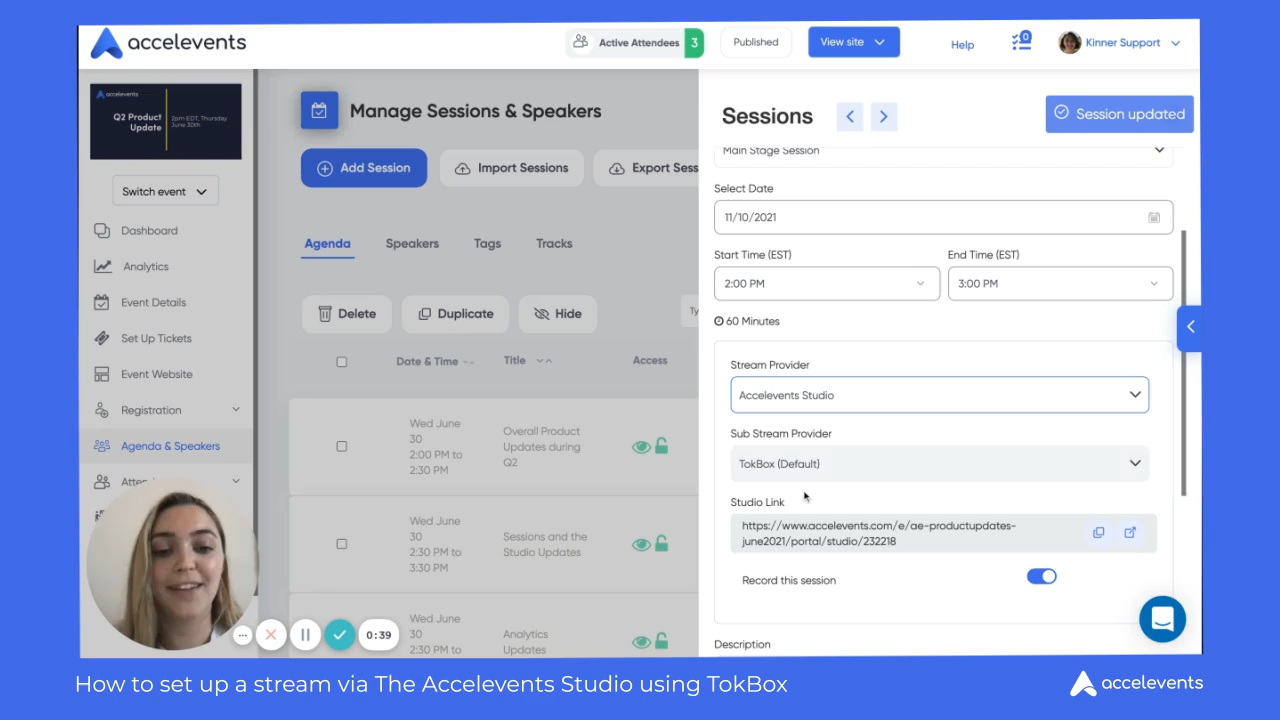 accelevents
Active Attendees 3
Published
View site
Help
0
Kinner Support
accelevents
Q2 Product
Update
2pm EDT, Thursday
June 30th
Switch event
Dashboard
Analytics
Event Details
Set Up Tickets
Event Website
Registration
Agenda & Speakers
Manage Sessions & Speakers
Add Session
Import Sessions
Export Sess
Agenda
Speakers
Tags
Tracks
Delete
Duplicate
Hide
Ty
Date & Time
Title
Access
Wed June
30
2:00 PM to
2:30 PM
Overall Product
Updates during
Q2
Wed June
30
2:30 PM to
3:30 PM
Sessions and the
Studio Updates
Wed June
30
2:30 PM to
Analytics
Updates
0:39
Sessions
Session updated
Main Stage Session
Select Date
11/10/2021
Start Time (EST)
End Time (EST)
2:00 PM
3:00 PM
60 Minutes
Stream Provider
Accelevents Studio
Sub Stream Provider
TokBox (Default)
Studio Link
https://www.accelevents.com/e/ae-productupdates-
june2021/portal/studio/232218
Record this session
Description
How to set up a stream via The Accelevents Studio using TokBox
accelevents